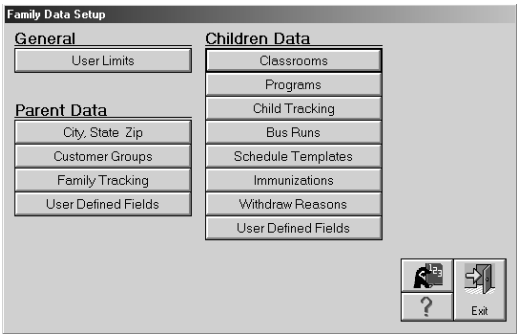 Family Data Setup
General
User Limits
Parent Data
City, State Zip
Customer Groups
Family Tracking
User Defined Fields
Children Data
Classrooms
Programs
Child Tracking
Bus Runs
Schedule Templates
Immunizations
Withdraw Reasons
User Defined Fields
123
?
Exit